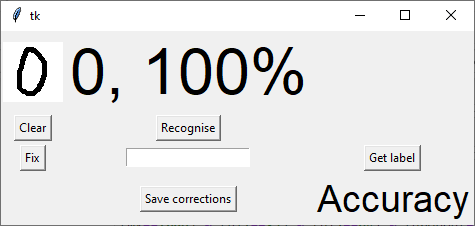 tk
0 0, 100%
Clear Recognise
Fix Get label
Save corrections Accuracy